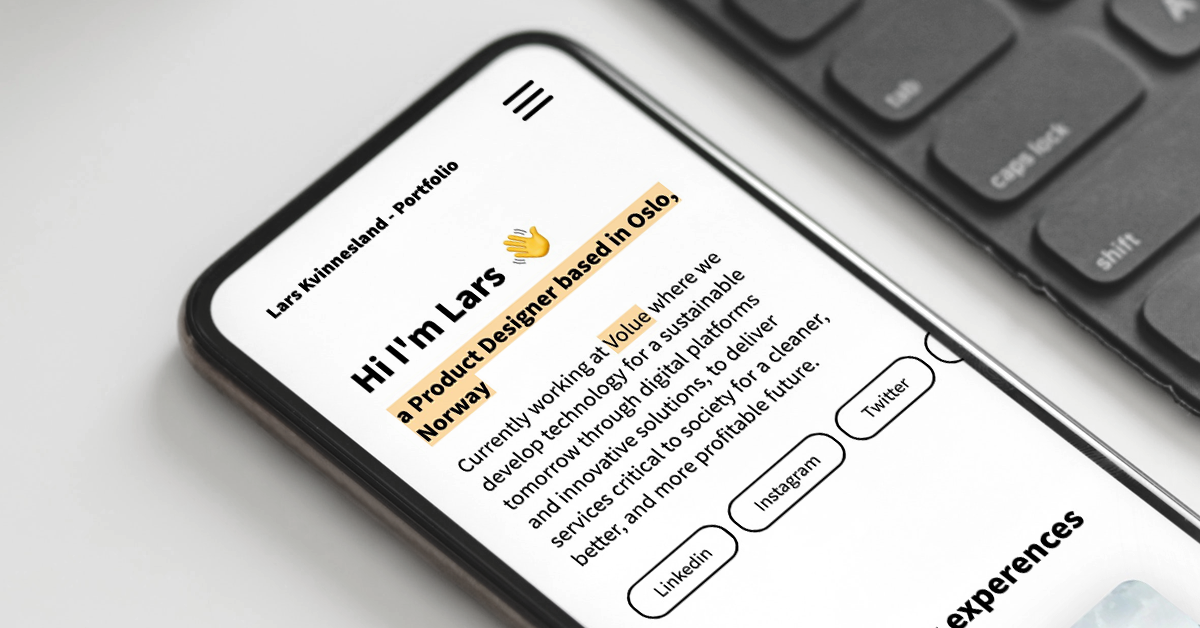 Lars Kvinnesland - Portfolio
Hi I'm Lars 👋
a Product Designer based in Oslo,
Norway
Currently working at Volue where we
develop technology for a sustainable
tomorrow through digital platforms
and innovative solutions, to deliver
services critical to society for a cleaner,
better, and more profitable future.
Linkedin
Instagram
Twitter
experences
tab
caps lock
shift
A